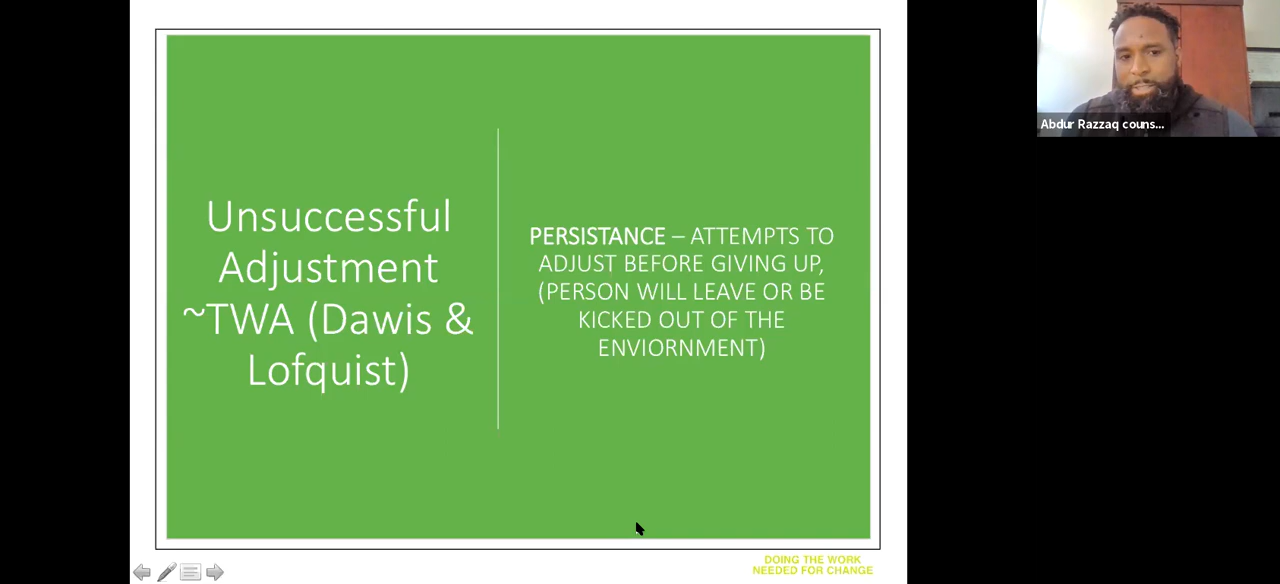 Unsuccessful
Adjustment
~TWA (Dawis &
Lofquist)
PERSISTANCE – ATTEMPTS TO
ADJUST BEFORE GIVING UP,
(PERSON WILL LEAVE OR BE
KICKED OUT OF THE
ENVIORNMENT)
DOING THE WORK
NEEDED FOR CHANGE
Abdur Razzaq couns...